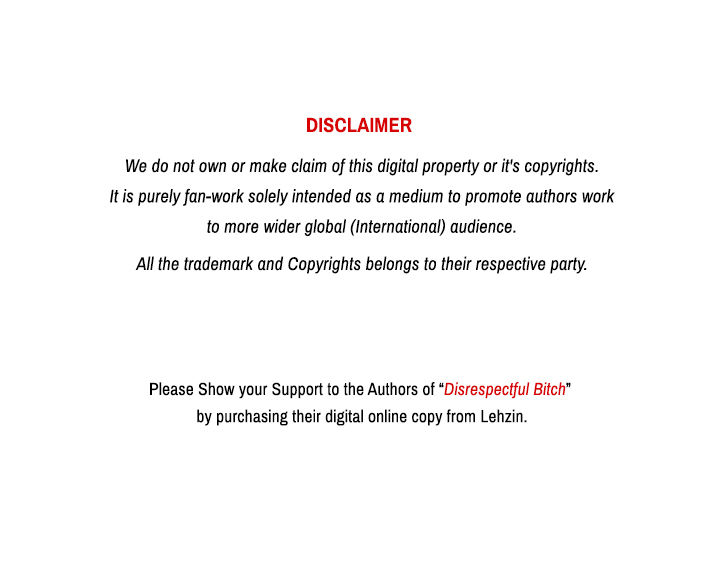 DISCLAIMER
We do not own or make claim of this digital property or it's copyrights.
It is purely fan-work solely intended as a medium to promote authors work
to more wider global (International) audience.
All the trademark and Copyrights belongs to their respective party.
Please Show your Support to the Authors of “Disrespectful Bitch”
by purchasing their digital online copy from Lehzin.